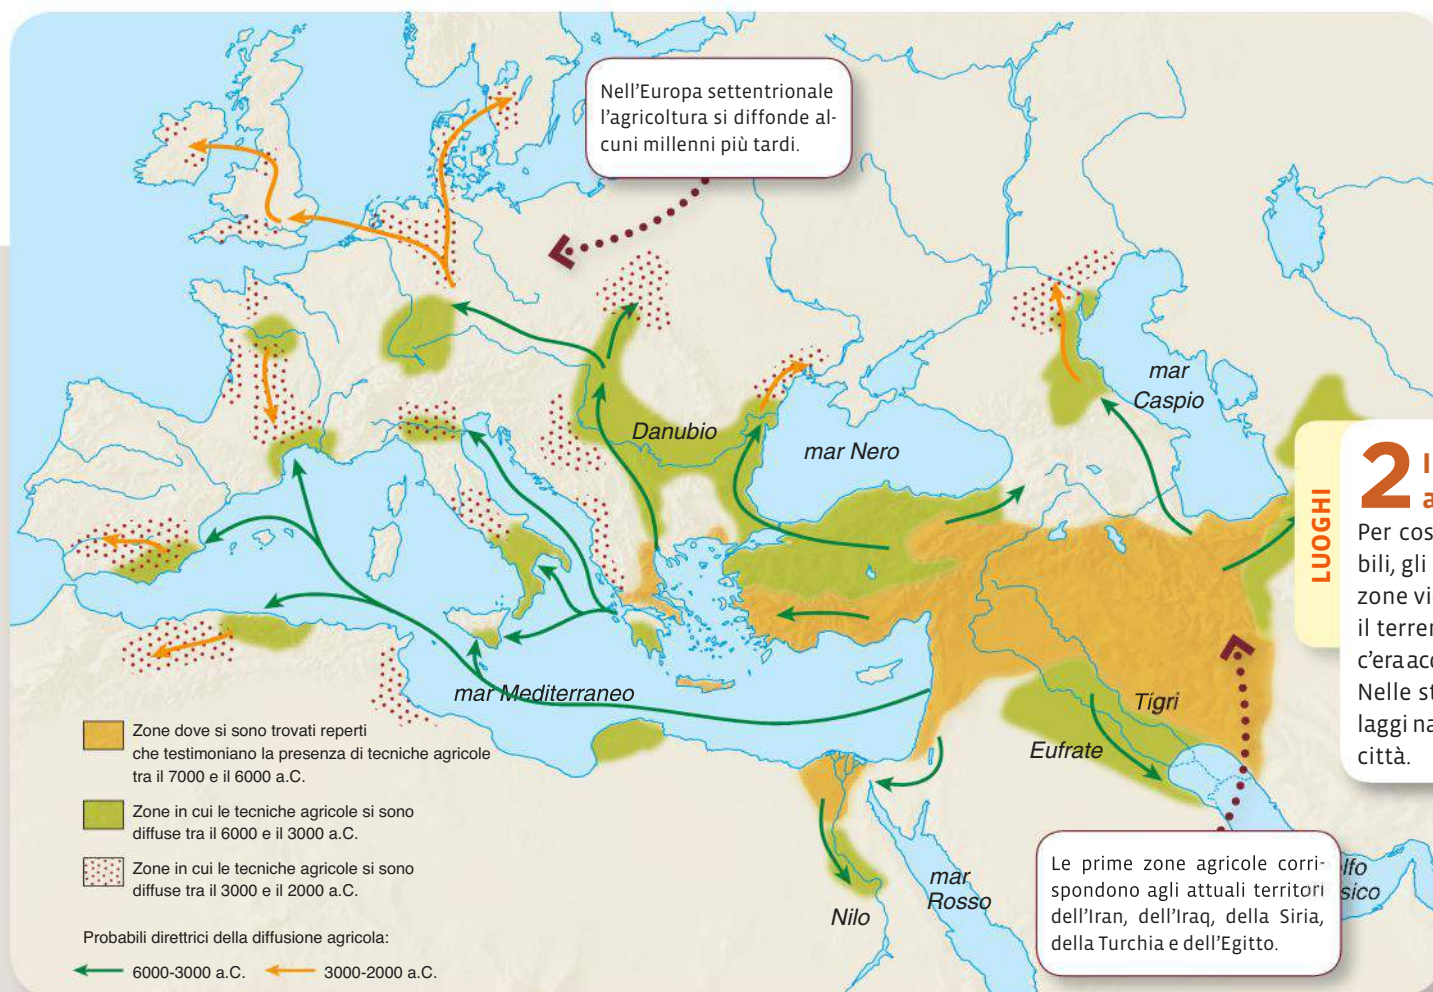 Nell'Europa settentrionale
l'agricoltura si diffonde al-
cuni millenni più tardi.
mar
Caspio
Danubio
mar Nero
LUOGHI
2
a
Per cos
bili, gli
zone vi
il terre
c'era acc
Nelle st
laggi na
città.
mar Mediterraneo
Tigri
Eufrate
Zone dove si sono trovati reperti
che testimoniano la presenza di tecniche agricole
tra il 7000 e il 6000 a.C.
Zone in cui le tecniche agricole si sono
diffuse tra il 6000 e il 3000 a.C.
Zone in cui le tecniche agricole si sono
diffuse tra il 3000 e il 2000 a.C.
Probabili direttrici della diffusione agricola:
6000-3000 a.C. 3000-2000 a.C.
Nilo
mar
Rosso
Le prime zone agricole corri-
spondono agli attuali territori
dell'Iran, dell'Iraq, della Siria,
della Turchia e dell'Egitto.
lfo
sico